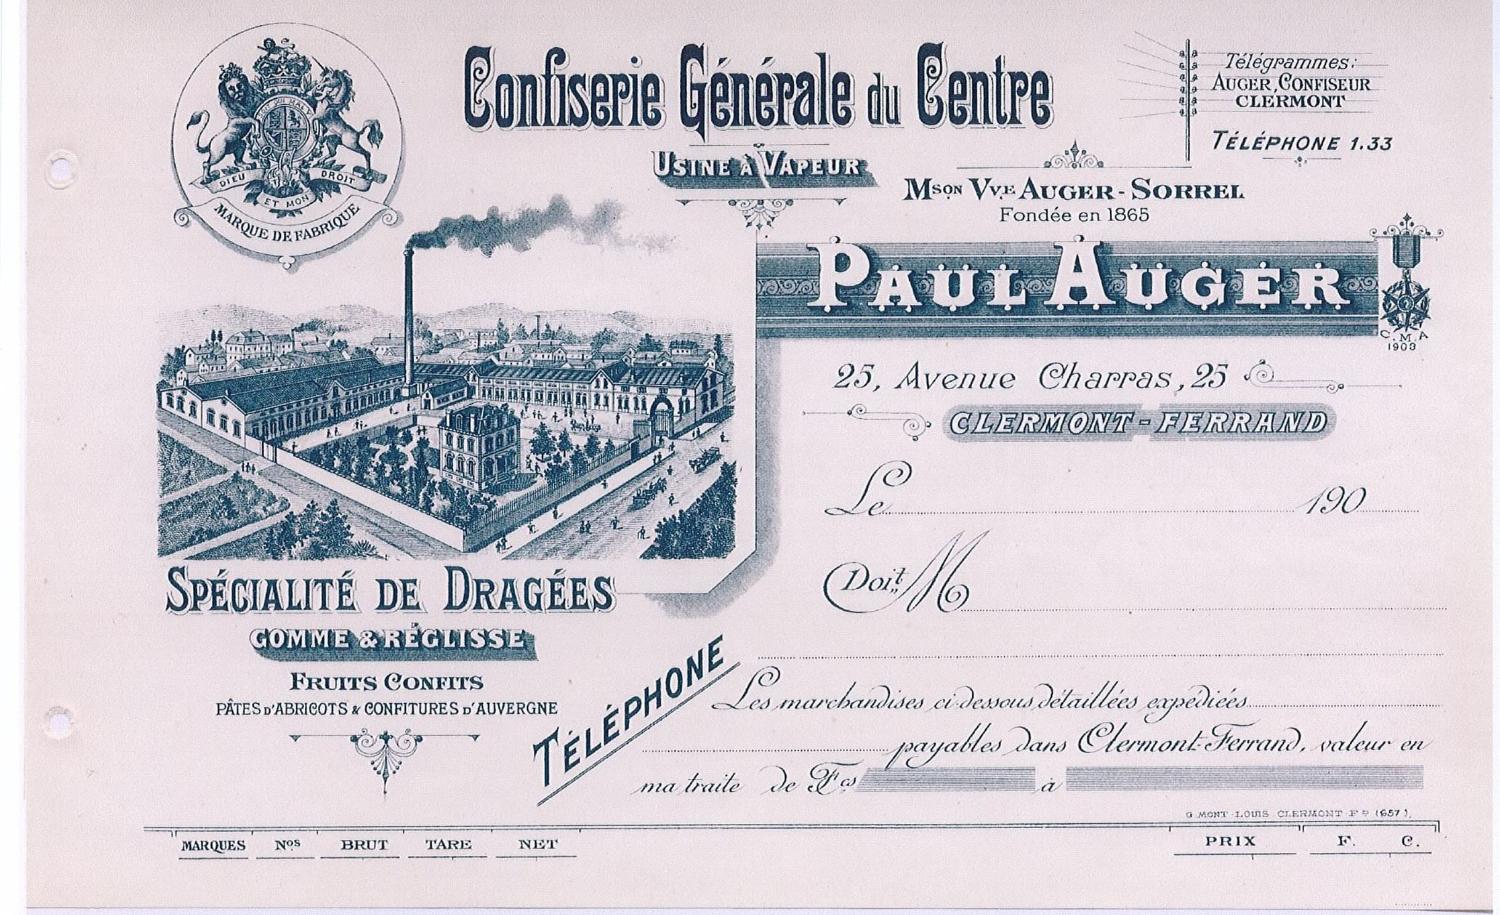 Confiserie Générale du Centre
Usine à Vapeur
DIEU ET MON DROIT
MARQUE DE FABRIQUE
Télégrammes:
AUGER, CONFISEUR
CLERMONT
TÉLÉPHONE 1.33
Mson Vve AUGER-SORREL
Fondée en 1865
PAUL AUGER
C.M.A
1900
25, Avenue Charras, 25
CLERMONT-FERRAND
Le 190
Doit M
SPÉCIALITÉ DE DRAGÉES
GOMME & RÉGLISSE
FRUITS CONFITS
PÂTES D'ABRICOTS & CONFITURES D'AUVERGNE
TÉLÉPHONE
Les marchandises ci-dessous détaillées expédiées
payables dans Clermont-Ferrand, valeur en
ma traite de Fcs à
G. MONT-LOUIS CLERMONT-Fd (657).
MARQUES Nos BRUT TARE NET PRIX F. C.